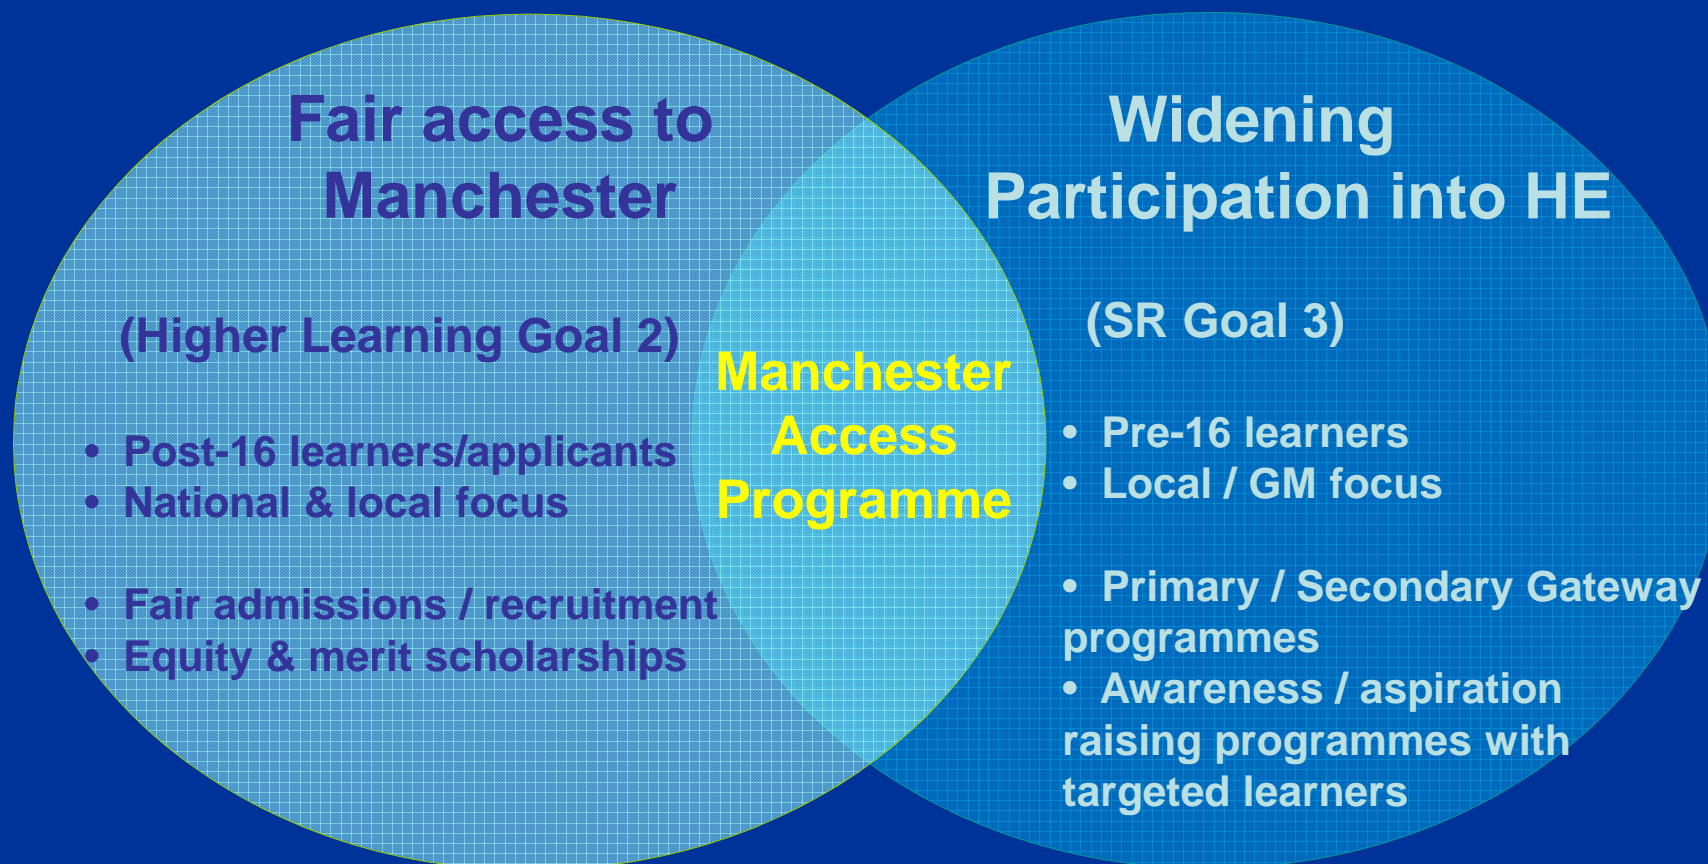 Fair access to
Manchester
(Higher Learning Goal 2)
• Post-16 learners/applicants
• National & local focus
• Fair admissions / recruitment
• Equity & merit scholarships
Manchester
Access
Programme
Widening
Participation into HE
(SR Goal 3)
• Pre-16 learners
• Local / GM focus
• Primary / Secondary Gateway
programmes
• Awareness / aspiration
raising programmes with
targeted learners